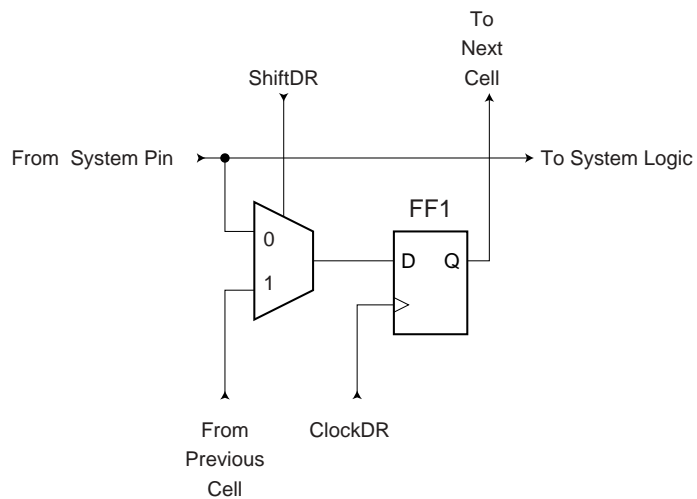 To
Next
Cell
ShiftDR
From System Pin
To System Logic
FF1
0
D Q
1
From
Previous
Cell
ClockDR